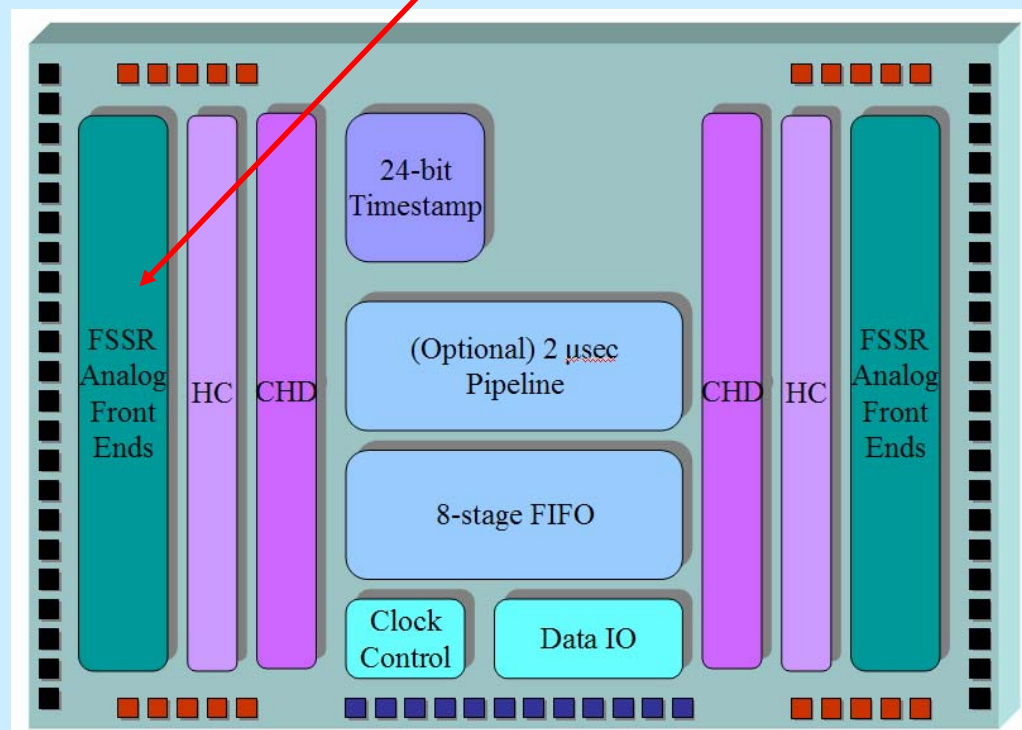 24-bit
Timestamp
FSSR
Analog
Front
Ends
HC
CHD
(Optional) 2 μsec
Pipeline
8-stage FIFO
Clock
Control
Data IO
CHD
HC
FSSR
Analog
Front
Ends